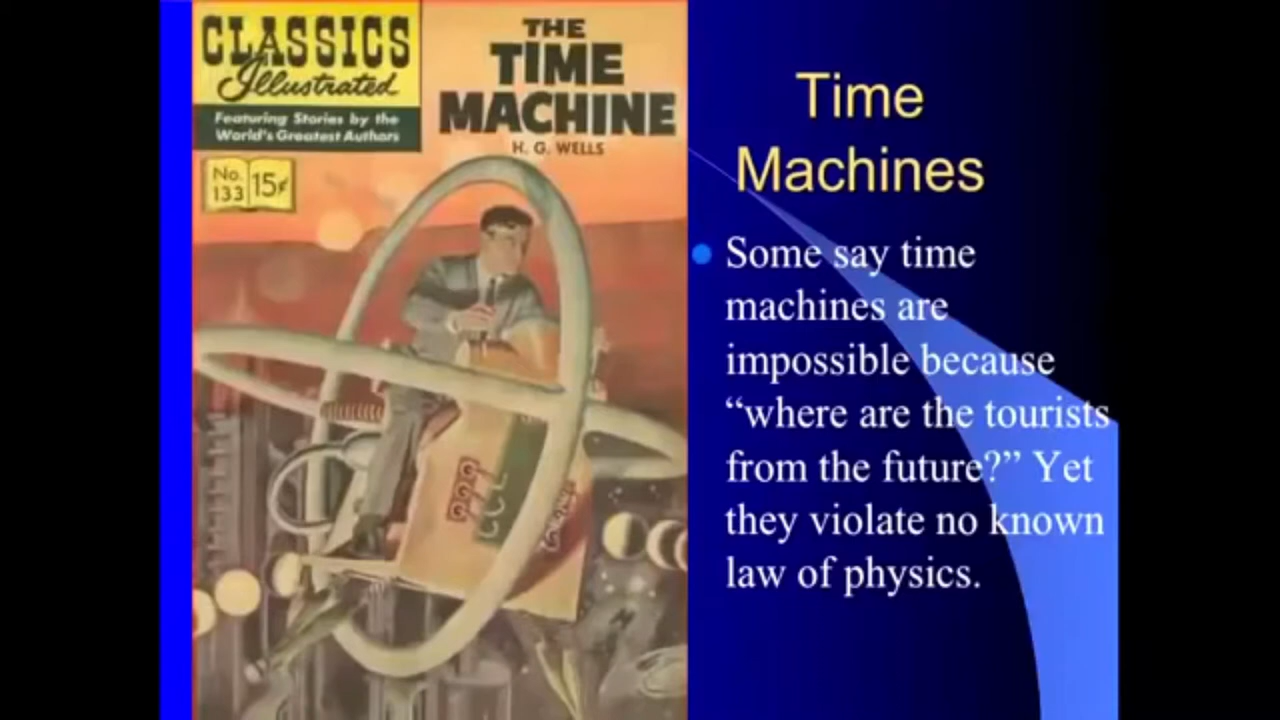 CLASSICS
Illustrated
Featuring Stories by the
World's Greatest Authors
No.
133
15¢
THE
TIME
MACHINE
H. G. WELLS
Time
Machines
Some say time
machines are
impossible because
“where are the tourists
from the future?” Yet
they violate no known
law of physics.